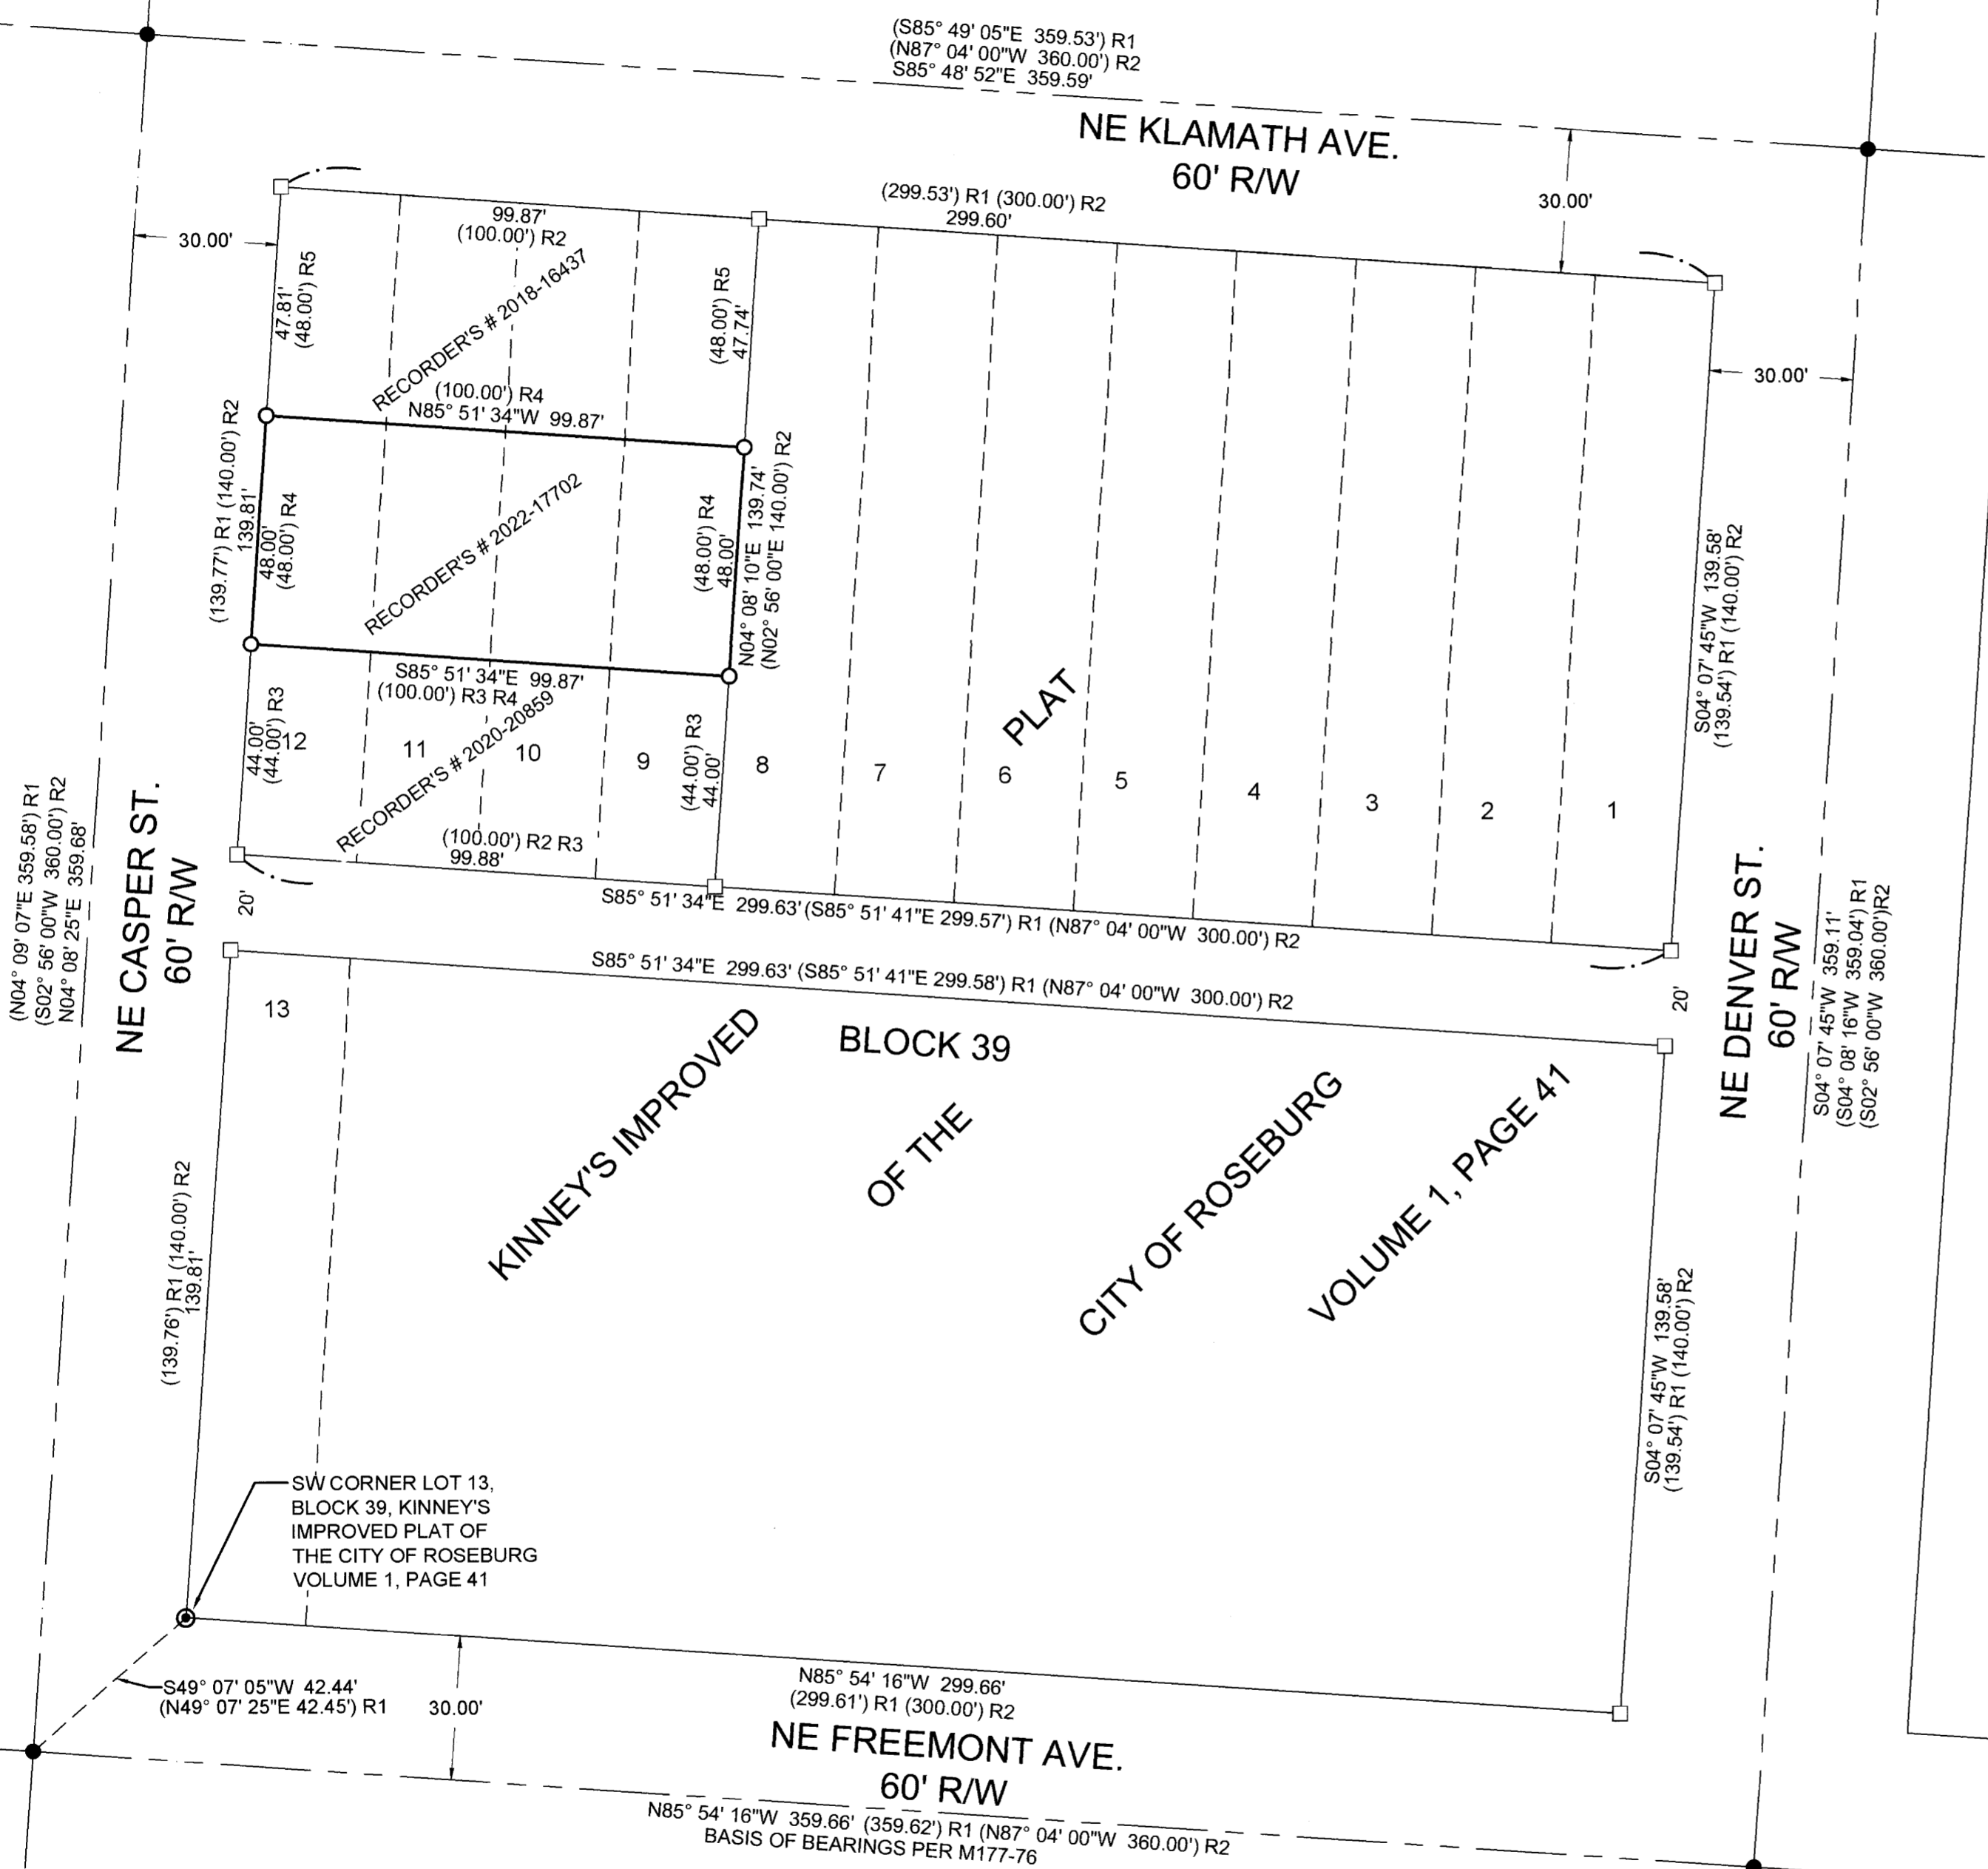 (S85° 49' 05"E 359.53') R1
(N87° 04' 00"W 360.00') R2
S85° 48' 52"E 359.59'
NE KLAMATH AVE.
60' R/W
30.00'
(299.53') R1 (300.00') R2
299.60'
99.87'
(100.00') R2
30.00'
47.81'
(48.00') R5
RECORDER'S # 2018-16437
(48.00') R5
47.74'
30.00'
(100.00') R4
N85° 51' 34"W 99.87'
(139.77') R1 (140.00') R2
139.81'
48.00'
(48.00') R4
RECORDER'S # 2022-17702
(48.00') R4
48.00'
N04° 08' 10"E 139.74'
(N02° 56' 00"E 140.00') R2
S04° 07' 45"W 139.58'
(139.54') R1 (140.00') R2
S85° 51' 34"E 99.87'
(100.00') R3 R4
44.00'
(44.00') R3
RECORDER'S # 2020-20859
(44.00') R3
44.00'
PLAT
12
11
10
9
8
7
6
5
4
3
2
1
(100.00') R2 R3
99.88'
(N04° 09' 07"E 359.58') R1
(S02° 56' 00"W 360.00') R2
N04° 08' 25"E 359.68'
NE CASPER ST.
60' R/W
20'
S85° 51' 34"E 299.63' (S85° 51' 41"E 299.57') R1 (N87° 04' 00"W 300.00') R2
S85° 51' 34"E 299.63' (S85° 51' 41"E 299.58') R1 (N87° 04' 00"W 300.00') R2
20'
NE DENVER ST.
60' R/W
S04° 07' 45"W 359.11'
(S04° 08' 16"W 359.04') R1
(S02° 56' 00"W 360.00')R2
13
BLOCK 39
KINNEY'S IMPROVED
OF THE
CITY OF ROSEBURG
VOLUME 1, PAGE 41
(139.76') R1 (140.00') R2
139.81'
S04° 07' 45"W 139.58'
(139.54') R1 (140.00') R2
SW CORNER LOT 13,
BLOCK 39, KINNEY'S
IMPROVED PLAT OF
THE CITY OF ROSEBURG
VOLUME 1, PAGE 41
S49° 07' 05"W 42.44'
(N49° 07' 25"E 42.45') R1
30.00'
N85° 54' 16"W 299.66'
(299.61') R1 (300.00') R2
NE FREEMONT AVE.
60' R/W
N85° 54' 16"W 359.66' (359.62') R1 (N87° 04' 00"W 360.00') R2
BASIS OF BEARINGS PER M177-76